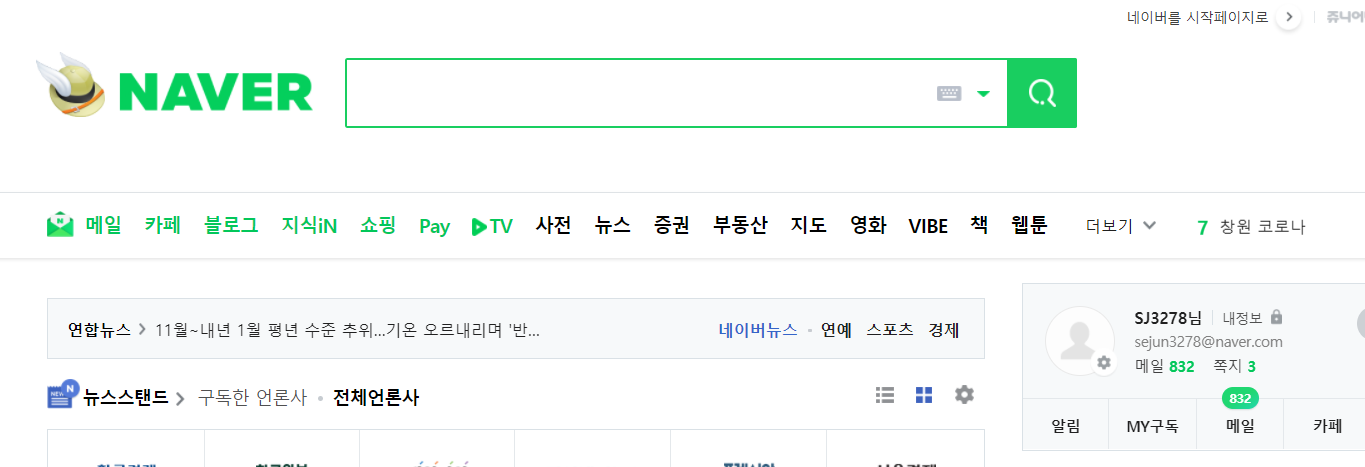 네이버를 시작페이지로
쥬니어
NAVER
메일 카페 블로그 지식iN 쇼핑 Pay TV 사전 뉴스 증권 부동산 지도 영화 VIBE 책 웹툰 더보기 7 창원 코로나
연합뉴스 11월~내년 1월 평년 수준 추위...기온 오르내리며 '반... 네이버뉴스 연예 스포츠 경제
NEW N 뉴스스탠드 구독한 언론사 전체언론사
SJ3278님 내정보
sejun3278@naver.com
메일 832 쪽지 3
832
알림 MY구독 메일 카페